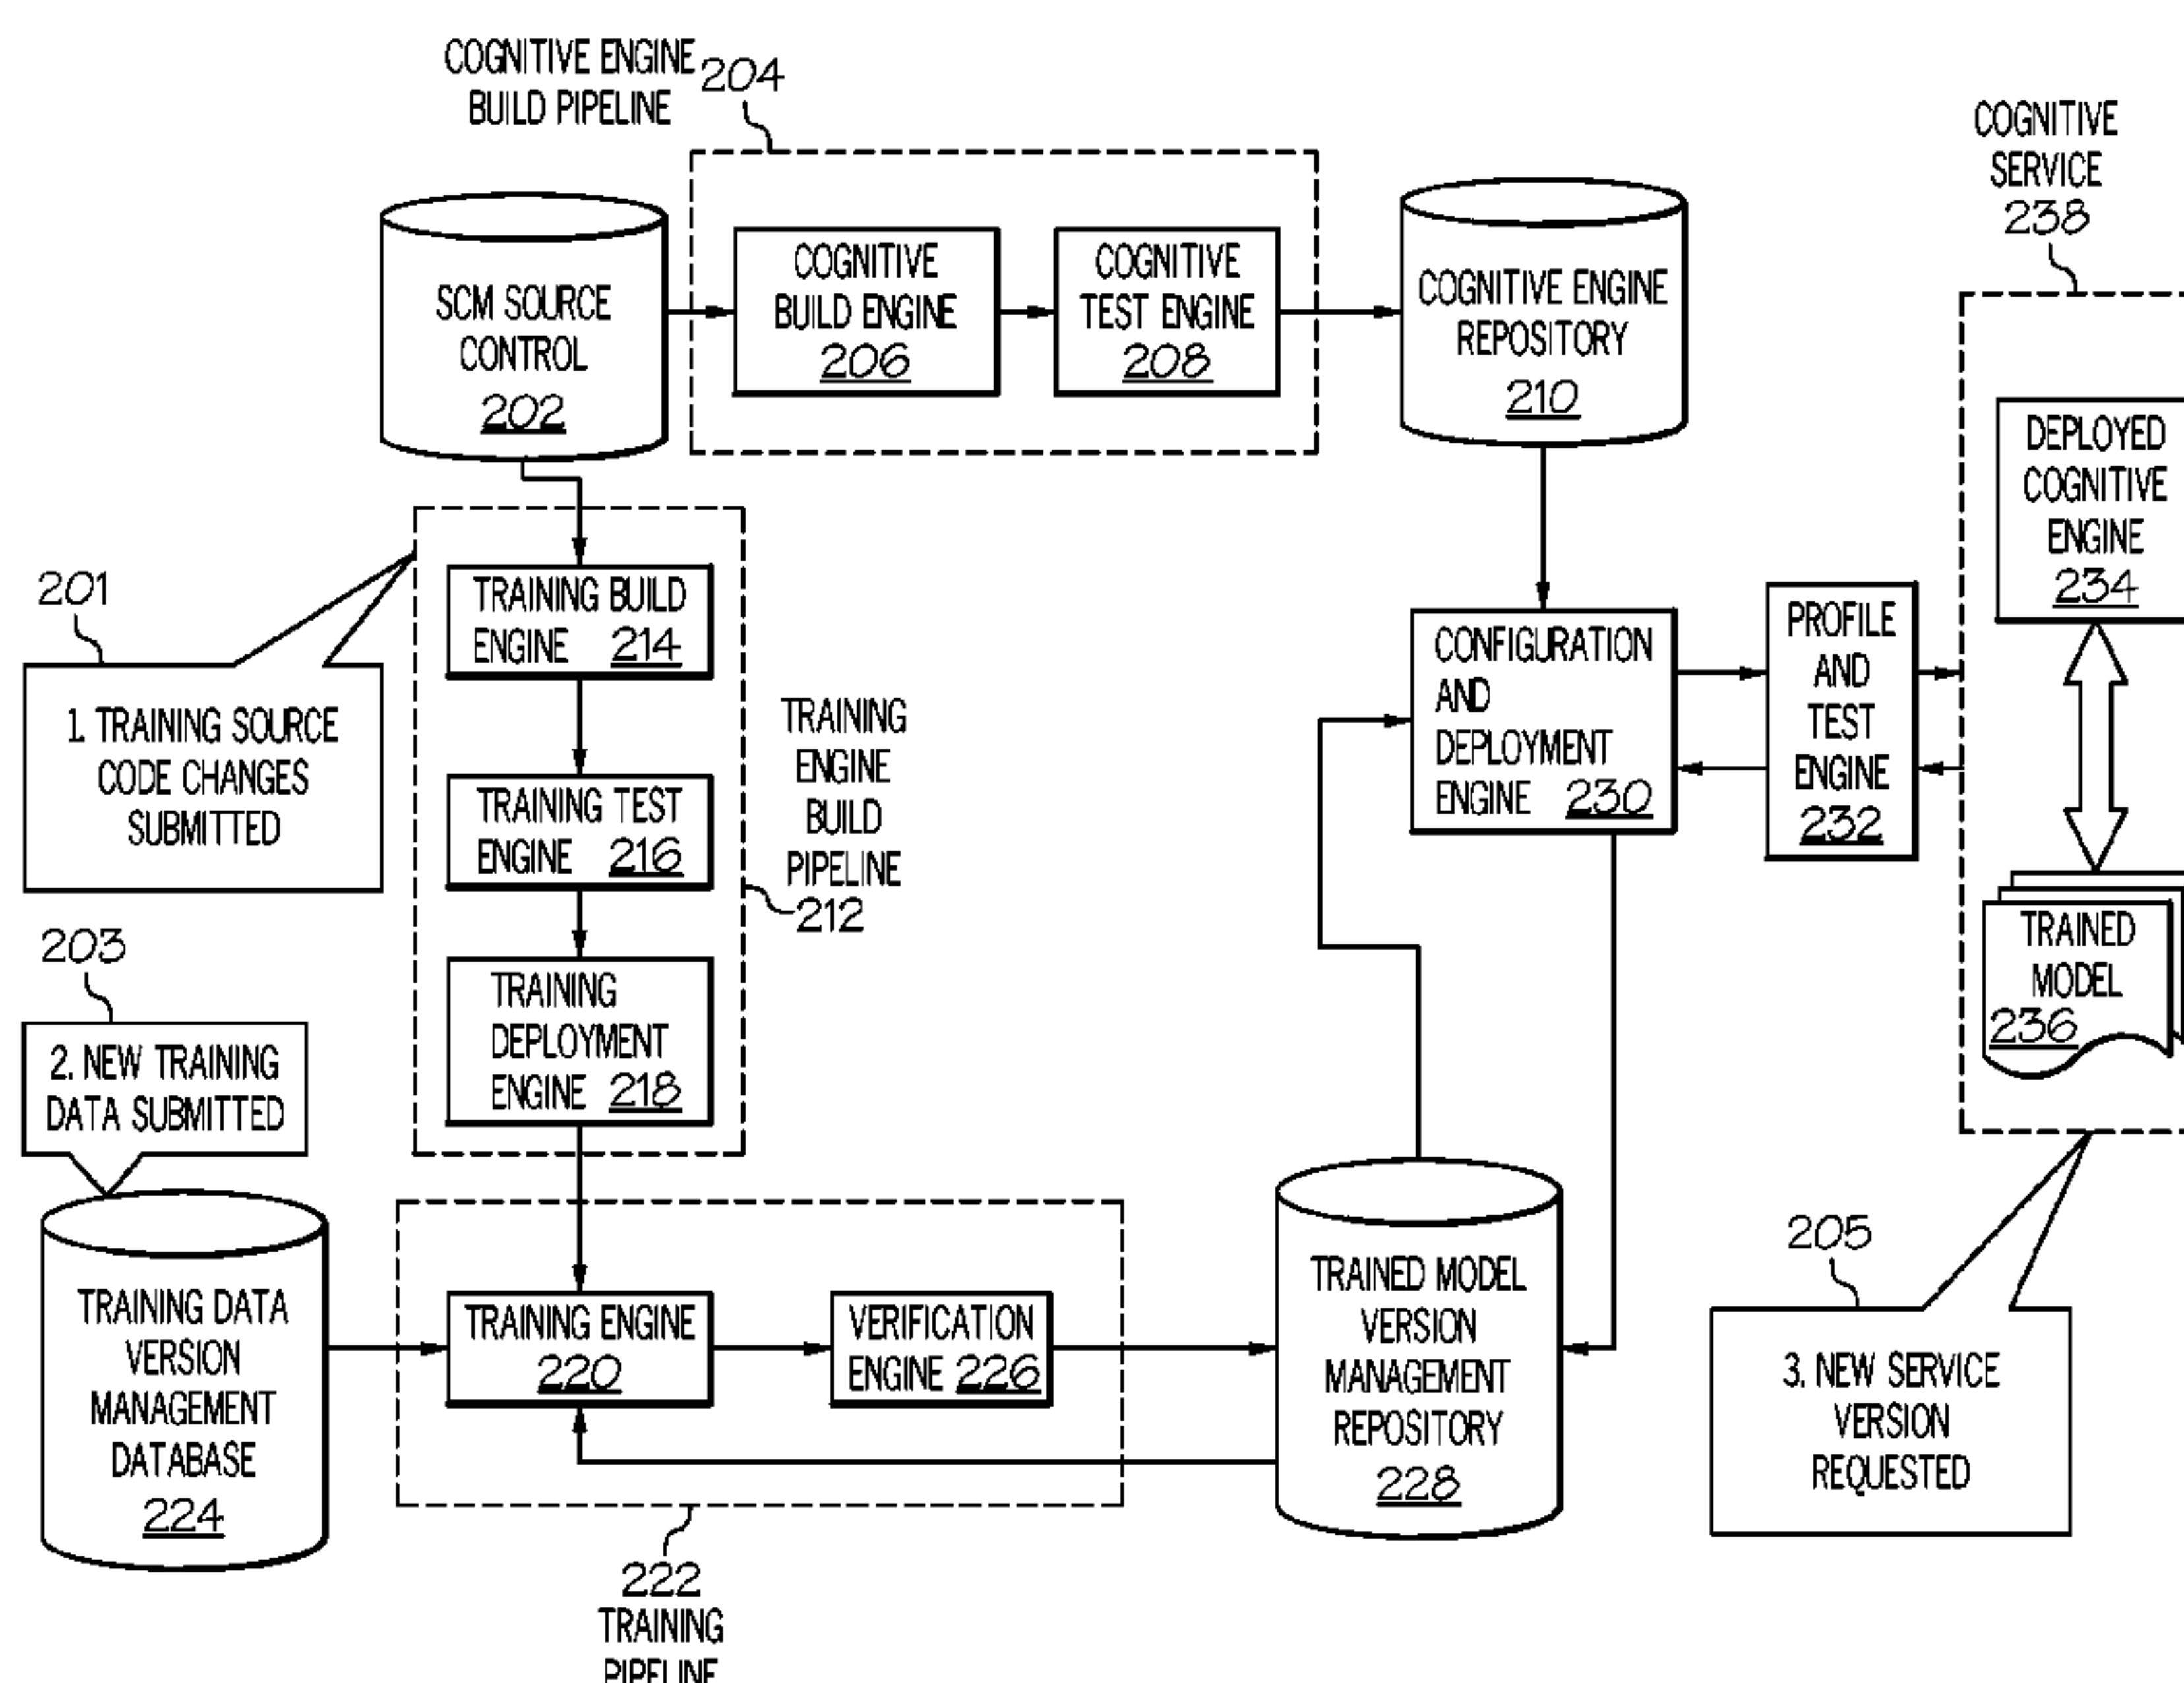 COGNITIVE ENGINE
BUILD PIPELINE
204
COGNITIVE
SERVICE
238
SCM SOURCE
CONTROL
202
COGNITIVE
BUILD ENGINE
206
COGNITIVE
TEST ENGINE
208
COGNITIVE ENGINE
REPOSITORY
210
DEPLOYED
COGNITIVE
ENGINE
234
201
1. TRAINING SOURCE
CODE CHANGES
SUBMITTED
TRAINING BUILD
ENGINE 214
TRAINING TEST
ENGINE 216
TRAINING
DEPLOYMENT
ENGINE 218
TRAINING
ENGINE
BUILD
PIPELINE
212
CONFIGURATION
AND
DEPLOYMENT
ENGINE 230
PROFILE
AND
TEST
ENGINE
232
TRAINED
MODEL
236
203
2. NEW TRAINING
DATA SUBMITTED
TRAINING DATA
VERSION
MANAGEMENT
DATABASE
224
TRAINING ENGINE
220
VERIFICATION
ENGINE 226
TRAINED MODEL
VERSION
MANAGEMENT
REPOSITORY
228
205
3. NEW SERVICE
VERSION
REQUESTED
222
TRAINING
PIPELINE